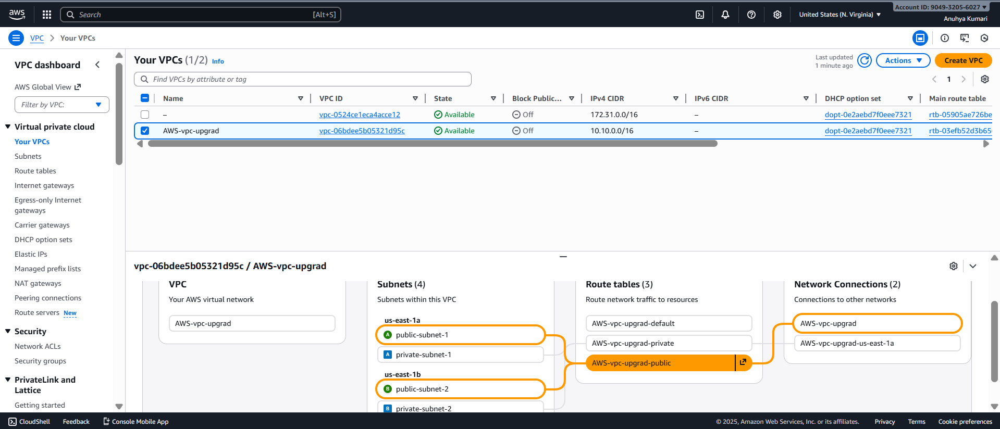 aws
Search
[Alt+S]
United States (N. Virginia)
Account ID: 9049-3205-6027
Anuhya Kumari
VPC
Your VPCs
VPC dashboard
AWS Global View
Filter by VPC:
Virtual private cloud
Your VPCs
Subnets
Route tables
Internet gateways
Egress-only Internet
gateways
Carrier gateways
DHCP option sets
Elastic IPs
Managed prefix lists
NAT gateways
Peering connections
Route servers New
Security
Network ACLs
Security groups
PrivateLink and
Lattice
Getting started
Your VPCs (1/2) Info
Last updated
1 minute ago
Actions
Create VPC
Find VPCs by attribute or tag
1
Name VPC ID State Block Public... IPv4 CIDR IPv6 CIDR DHCP option set Main route table
– vpc-0524ce1eca4acce12 Available Off 172.31.0.0/16 – dopt-0e2aebd7f0eee7321 rtb-05905ae726be
AWS-vpc-upgrad vpc-06bdee5b05321d95c Available Off 10.10.0.0/16 – dopt-0e2aebd7f0eee7321 rtb-03efb52d3b65
vpc-06bdee5b05321d95c / AWS-vpc-upgrad
VPC
Your AWS virtual network
AWS-vpc-upgrad
Subnets (4)
Subnets within this VPC
us-east-1a
A public-subnet-1
A private-subnet-1
us-east-1b
B public-subnet-2
B private-subnet-2
Route tables (3)
Route network traffic to resources
AWS-vpc-upgrad-default
AWS-vpc-upgrad-private
AWS-vpc-upgrad-public
Network Connections (2)
Connections to other networks
AWS-vpc-upgrad
AWS-vpc-upgrad-us-east-1a
CloudShell
Feedback
Console Mobile App
© 2025, Amazon Web Services, Inc. or its affiliates.
Privacy
Terms
Cookie preferences